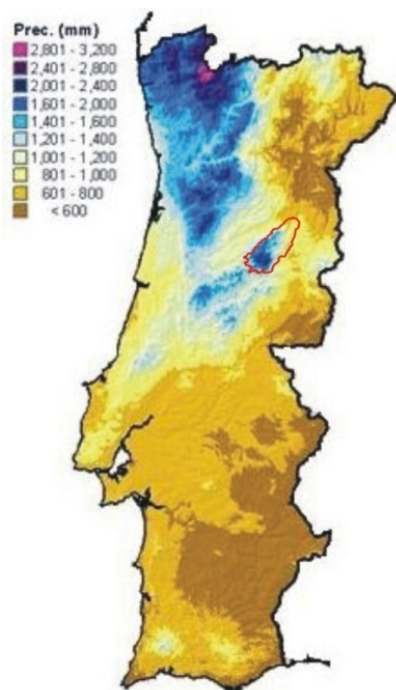 Prec. (mm)
2,801 - 3,200
2,401 - 2,800
2,001 - 2,400
1,601 - 2,000
1,401 - 1,600
1,201 - 1,400
1,001 - 1,200
801 - 1,000
601 - 800
< 600